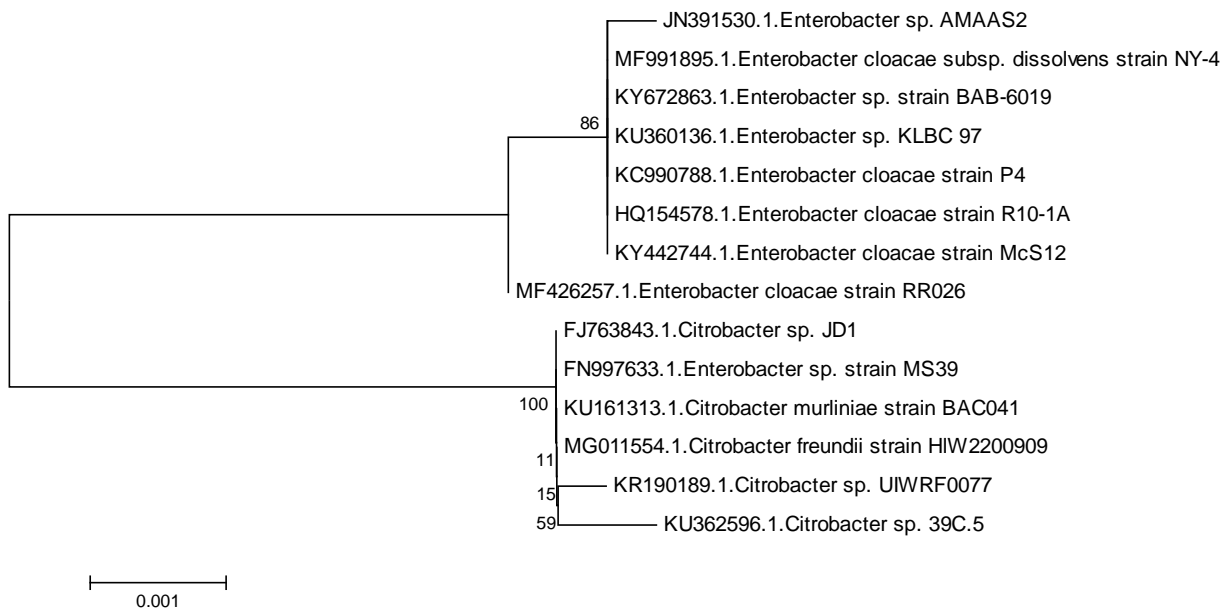 JN391530.1.Enterobacter sp. AMAAS2
MF991895.1.Enterobacter cloacae subsp. dissolvens strain NY-4
KY672863.1.Enterobacter sp. strain BAB-6019
86
KU360136.1.Enterobacter sp. KLBC 97
KC990788.1.Enterobacter cloacae strain P4
HQ154578.1.Enterobacter cloacae strain R10-1A
KY442744.1.Enterobacter cloacae strain McS12
MF426257.1.Enterobacter cloacae strain RR026
FJ763843.1.Citrobacter sp. JD1
FN997633.1.Enterobacter sp. strain MS39
100
KU161313.1.Citrobacter murliniae strain BAC041
MG011554.1.Citrobacter freundii strain HIW2200909
11
KR190189.1.Citrobacter sp. UIWRF0077
15
59
KU362596.1.Citrobacter sp. 39C.5
0.001